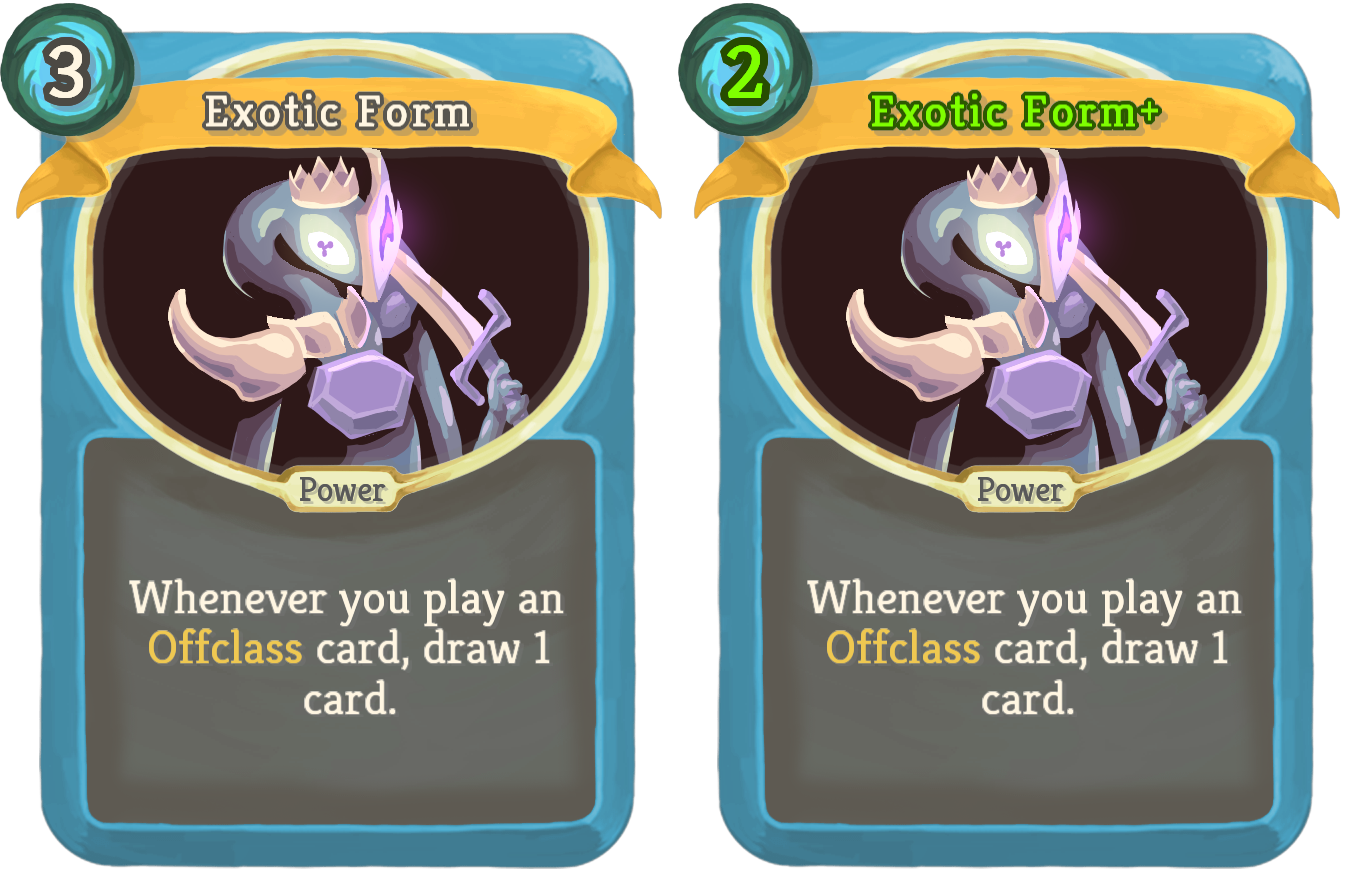 3
Exotic Form
Power
Whenever you play an
Offclass card, draw 1
card.
2
Exotic Form+
Power
Whenever you play an
Offclass card, draw 1
card.